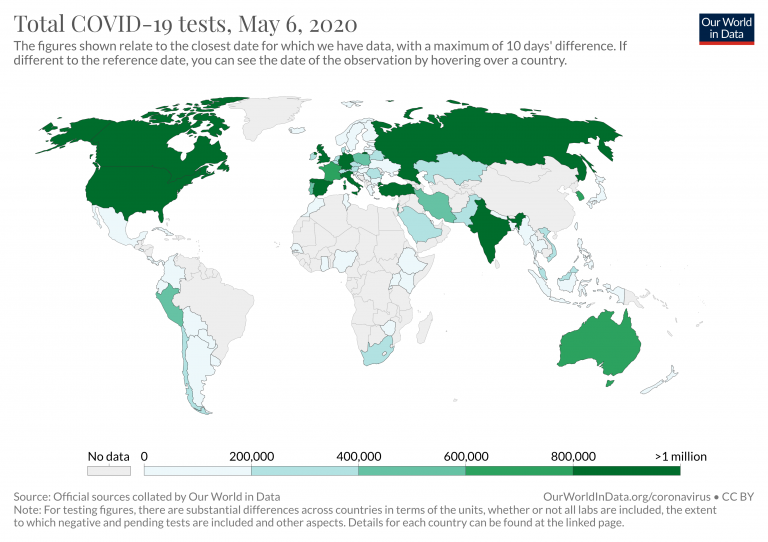 Total COVID-19 tests, May 6, 2020
Our World
in Data
The figures shown relate to the closest date for which we have data, with a maximum of 10 days' difference. If
different to the reference date, you can see the date of the observation by hovering over a country.
No data
0
200,000
400,000
600,000
800,000
>1 million
Source: Official sources collated by Our World in Data
OurWorldInData.org/coronavirus • CC BY
Note: For testing figures, there are substantial differences across countries in terms of the units, whether or not all labs are included, the extent
to which negative and pending tests are included and other aspects. Details for each country can be found at the linked page.